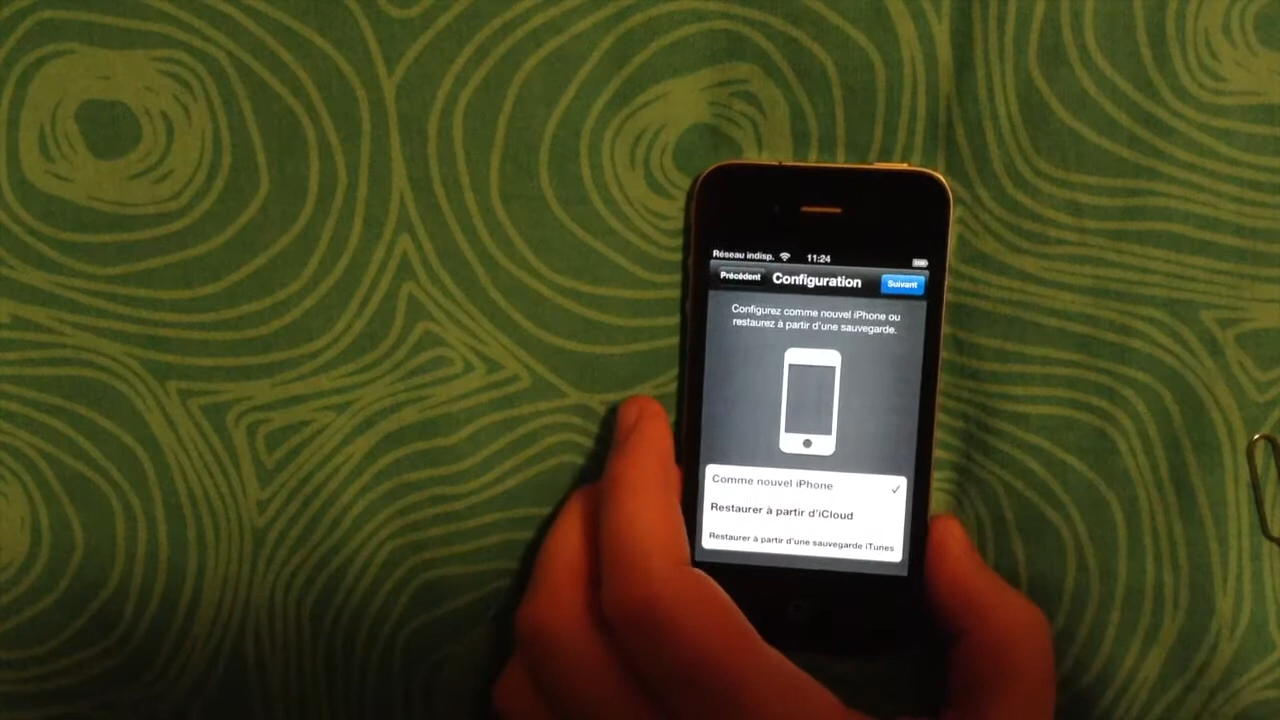 Réseau indisp. 11:24
Précédent Configuration Suivant
Configurez comme nouvel iPhone ou
restaurez à partir d'une sauvegarde.
Comme nouvel iPhone
Restaurer à partir d'iCloud
Restaurer à partir d'une sauvegarde iTunes